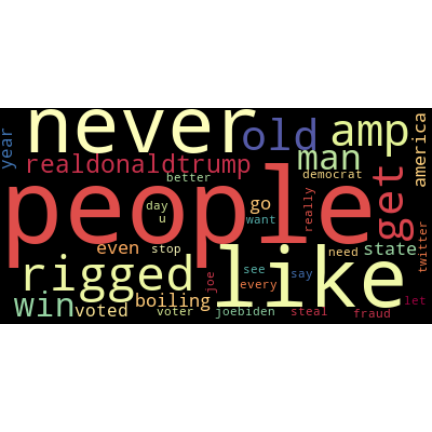 never
old
amp
america
year
realdonaldtrump
man
better
democrat
people
day
u
go
want
really
get
even
stop
need
state
twitter
rigged
like
joe
see
say
every
win
voted
boiling
voter
joebiden
steal
fraud
let